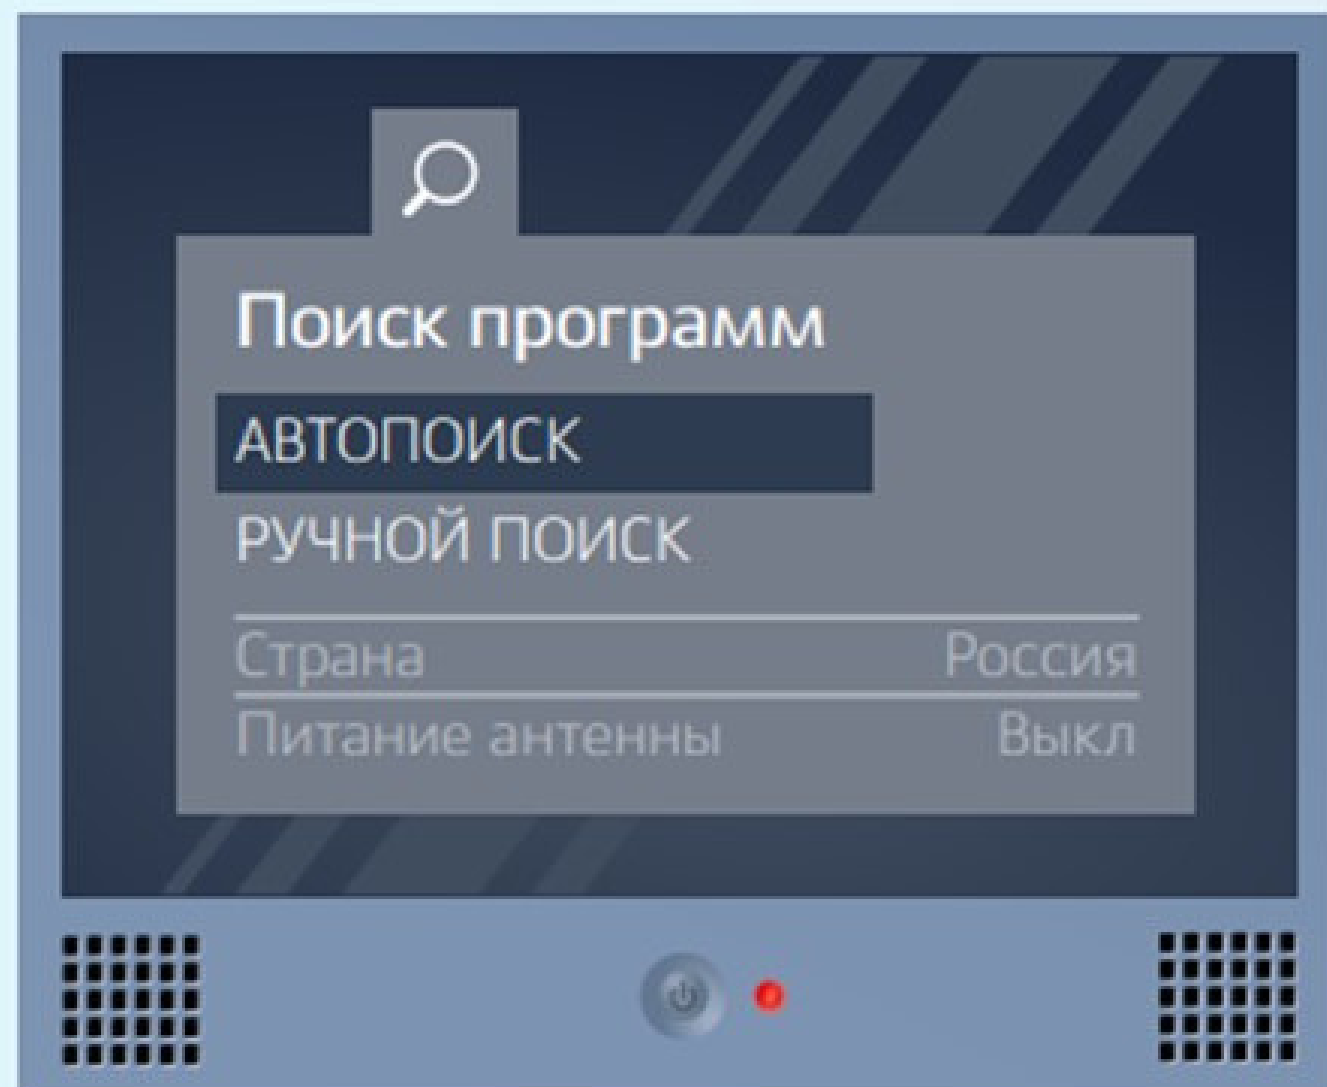 Поиск программ
АВТОПОИСК
РУЧНОЙ ПОИСК
Страна Россия
Питание антенны Выкл